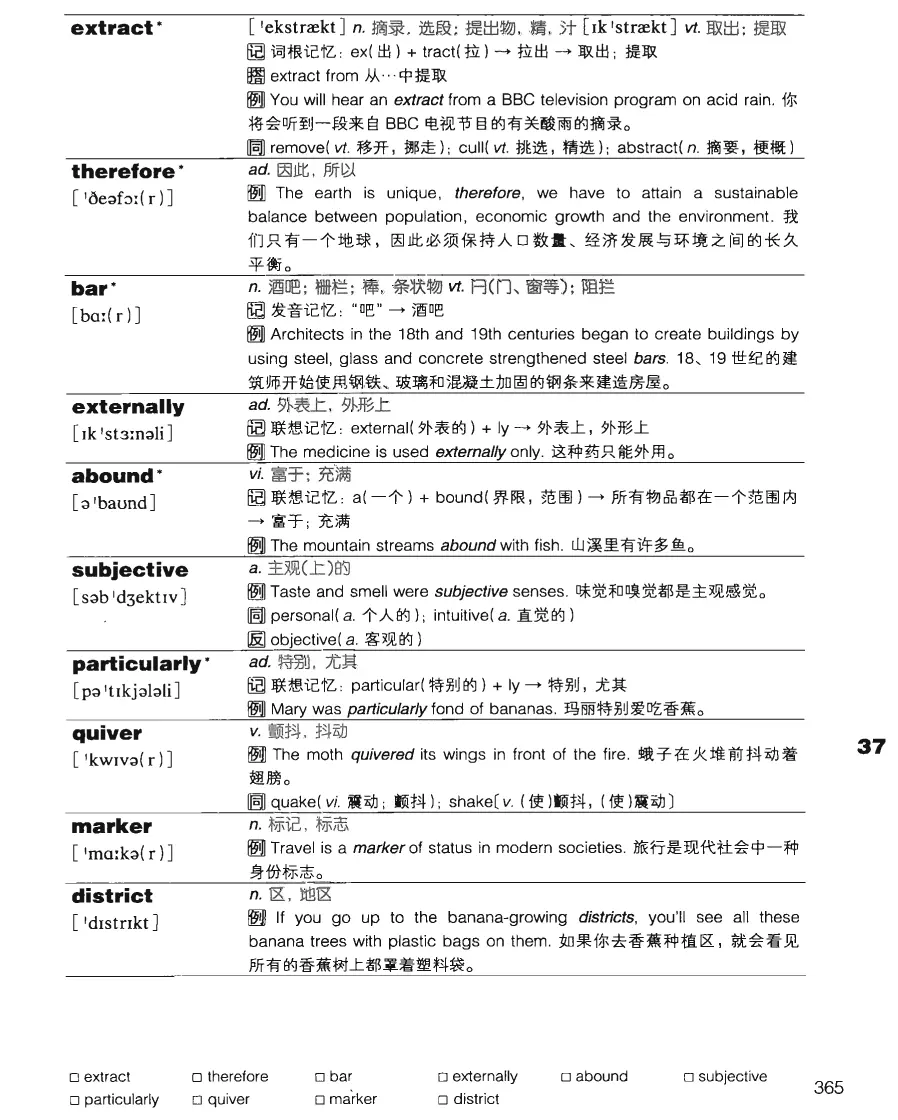 extract* [ˈekstrækt] n. 摘录, 选段; 提出物, 精, 汁 [ɪkˈstrækt] vt. 取出; 提取
记 词根记忆: ex(出) + tract(拉) → 拉出 → 取出; 提取
搭 extract from 从…中提取
例 You will hear an extract from a BBC television program on acid rain. 你
将会听到一段来自 BBC 电视节目的有关酸雨的摘录。
同 remove(vt. 移开, 挪走); cull(vt. 挑选, 精选); abstract(n. 摘要, 梗概)
therefore* ad. 因此, 所以
[ˈðeəfɔː(r)] 例 The earth is unique, therefore, we have to attain a sustainable
balance between population, economic growth and the environment. 我
们只有一个地球, 因此必须保持人口数量、经济发展与环境之间的长久
平衡。
bar* n. 酒吧; 栅栏; 棒, 条状物 vt. 闩(门、窗等); 阻拦
[bɑː(r)] 记 发音记忆: “吧” → 酒吧
例 Architects in the 18th and 19th centuries began to create buildings by
using steel, glass and concrete strengthened steel bars. 18、19 世纪的建
筑师开始使用钢铁、玻璃和混凝土加固的钢条来建造房屋。
externally ad. 外表上, 外形上
[ɪkˈstɜːnəli] 记 联想记忆: external(外表的) + ly → 外表上, 外形上
例 The medicine is used externally only. 这种药只能外用。
abound* vi. 富于; 充满
[əˈbaʊnd] 记 联想记忆: a(一个) + bound(界限, 范围) → 所有物品都在一个范围内
→ 富于; 充满
例 The mountain streams abound with fish. 山溪里有许多鱼。
subjective a. 主观(上)的
[səbˈdʒektɪv] 例 Taste and smell were subjective senses. 味觉和嗅觉都是主观感觉。
同 personal(a. 个人的); intuitive(a. 直觉的)
反 objective(a. 客观的)
particularly* ad. 特别, 尤其
[pəˈtɪkjələli] 记 联想记忆: particular(特别的) + ly → 特别, 尤其
例 Mary was particularly fond of bananas. 玛丽特别爱吃香蕉。
quiver v. 颤抖, 抖动
[ˈkwɪvə(r)] 例 The moth quivered its wings in front of the fire. 蛾子在火堆前抖动着
翅膀。
同 quake(vi. 震动; 颤抖); shake[v. (使)颤抖, (使)震动]
37
marker n. 标记, 标志
[ˈmɑːkə(r)] 例 Travel is a marker of status in modern societies. 旅行是现代社会中一种
身份标志。
district n. 区, 地区
[ˈdɪstrɪkt] 例 If you go up to the banana-growing districts, you'll see all these
banana trees with plastic bags on them. 如果你去香蕉种植区, 就会看见
所有的香蕉树上都罩着塑料袋。
□ extract □ therefore □ bar □ externally □ abound □ subjective
□ particularly □ quiver □ marker □ district
365